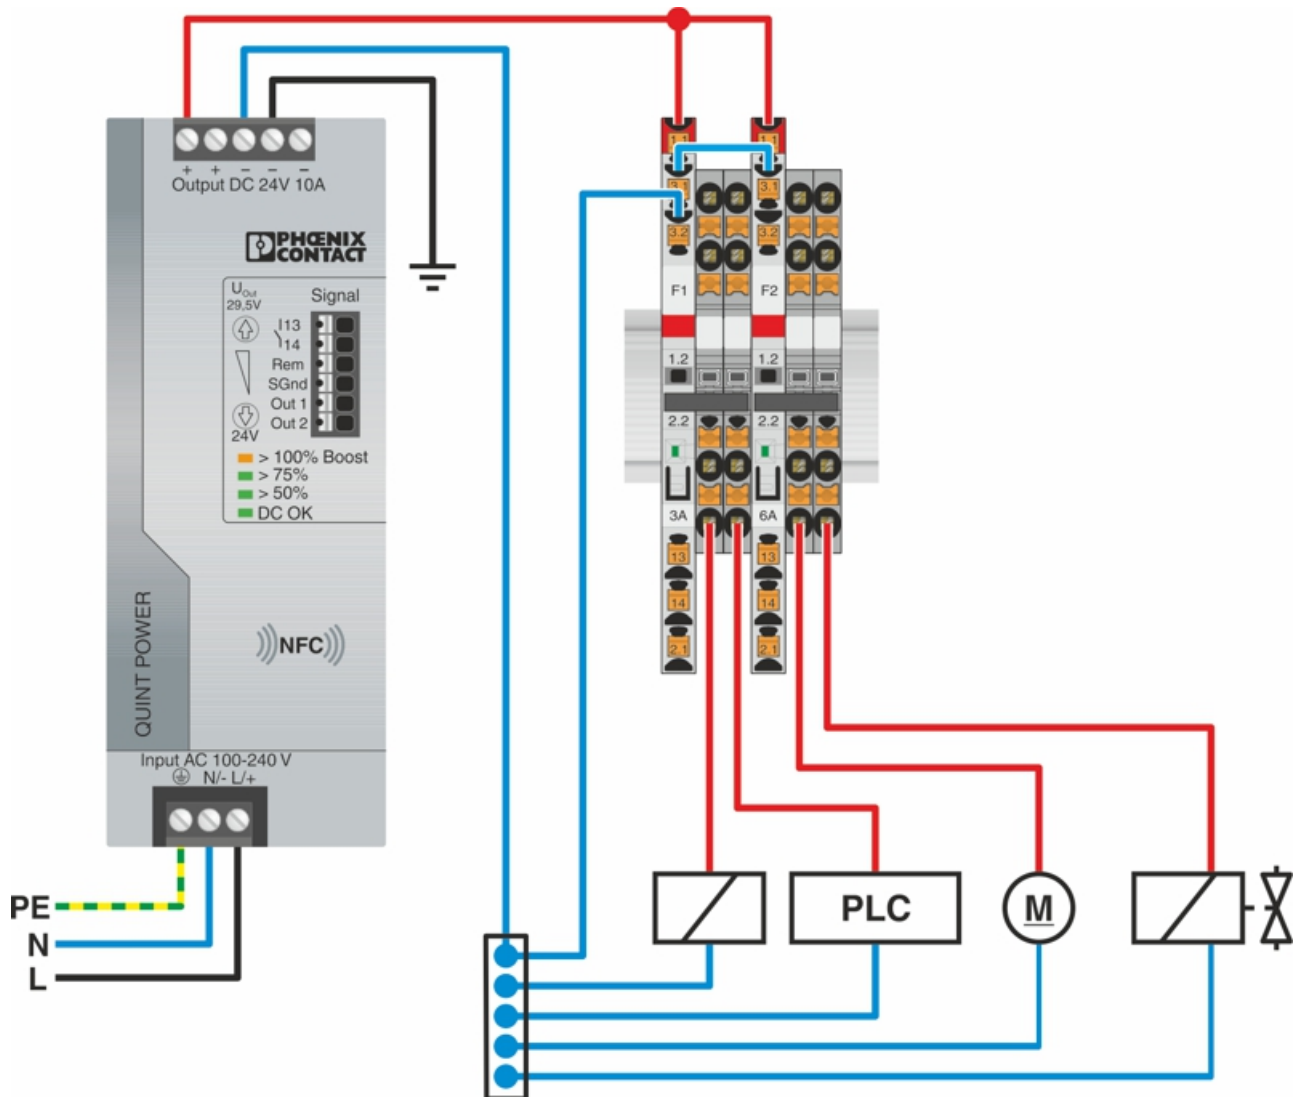 + + – – –
Output DC 24V 10A
PHŒNIX
CONTACT
UOut
29,5V
Signal
13
14
Rem
SGnd
Out 1
Out 2
24V
> 100% Boost
> 75%
> 50%
DC OK
QUINT POWER
NFC
Input AC 100-240 V
N/- L/+
PE
N
L
1.1 1.1
3.1 3.1
3.2 3.2
F1 F2
1.2 1.2
2.2 2.2
3A 6A
13 13
14 14
2.1 2.1
PLC
M